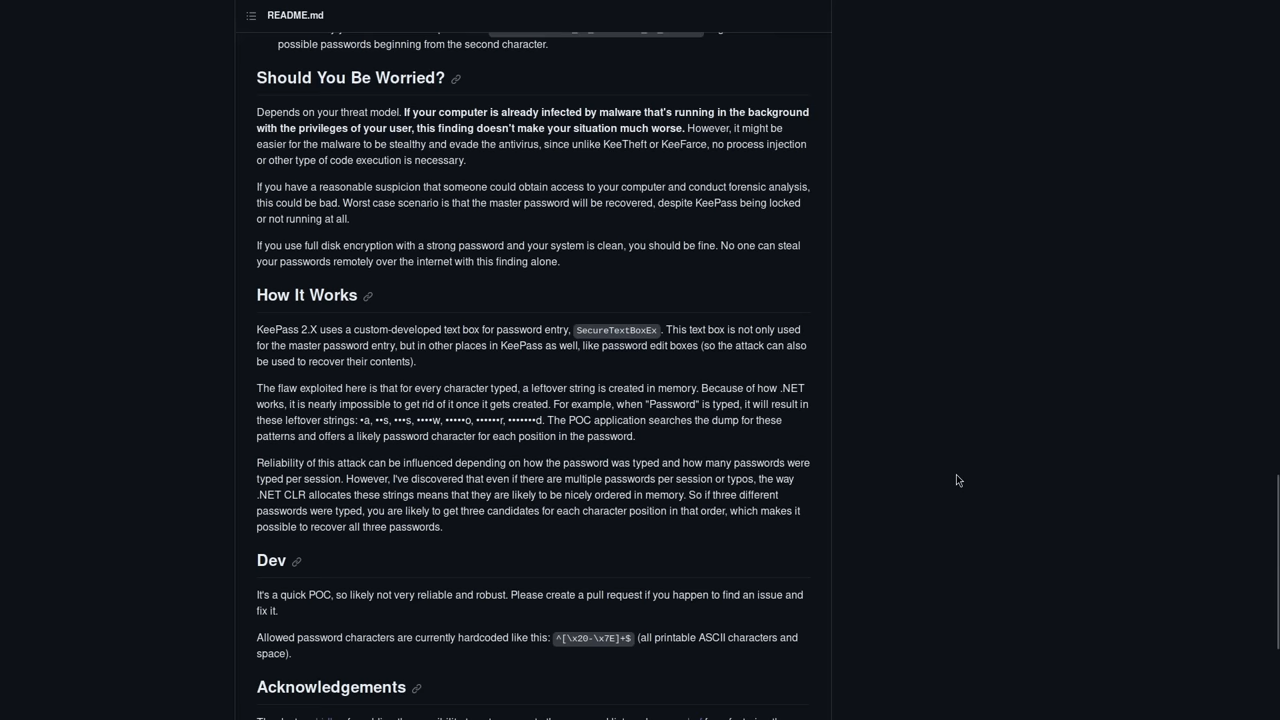 README.md
possible passwords beginning from the second character.
Should You Be Worried?
Depends on your threat model. If your computer is already infected by malware that's running in the background
with the privileges of your user, this finding doesn't make your situation much worse. However, it might be
easier for the malware to be stealthy and evade the antivirus, since unlike KeeTheft or KeeFarce, no process injection
or other type of code execution is necessary.
If you have a reasonable suspicion that someone could obtain access to your computer and conduct forensic analysis,
this could be bad. Worst case scenario is that the master password will be recovered, despite KeePass being locked
or not running at all.
If you use full disk encryption with a strong password and your system is clean, you should be fine. No one can steal
your passwords remotely over the internet with this finding alone.
How It Works
KeePass 2.X uses a custom-developed text box for password entry, SecureTextBoxEx. This text box is not only used
for the master password entry, but in other places in KeePass as well, like password edit boxes (so the attack can also
be used to recover their contents).
The flaw exploited here is that for every character typed, a leftover string is created in memory. Because of how .NET
works, it is nearly impossible to get rid of it once it gets created. For example, when "Password" is typed, it will result in
these leftover strings: •a, ••s, •••s, ••••w, •••••o, ••••••r, •••••••d. The POC application searches the dump for these
patterns and offers a likely password character for each position in the password.
Reliability of this attack can be influenced depending on how the password was typed and how many passwords were
typed per session. However, I've discovered that even if there are multiple passwords per session or typos, the way
.NET CLR allocates these strings means that they are likely to be nicely ordered in memory. So if three different
passwords were typed, you are likely to get three candidates for each character position in that order, which makes it
possible to recover all three passwords.
Dev
It's a quick POC, so likely not very reliable and robust. Please create a pull request if you happen to find an issue and
fix it.
Allowed password characters are currently hardcoded like this: ^[\x20-\x7E]+$ (all printable ASCII characters and
space).
Acknowledgements